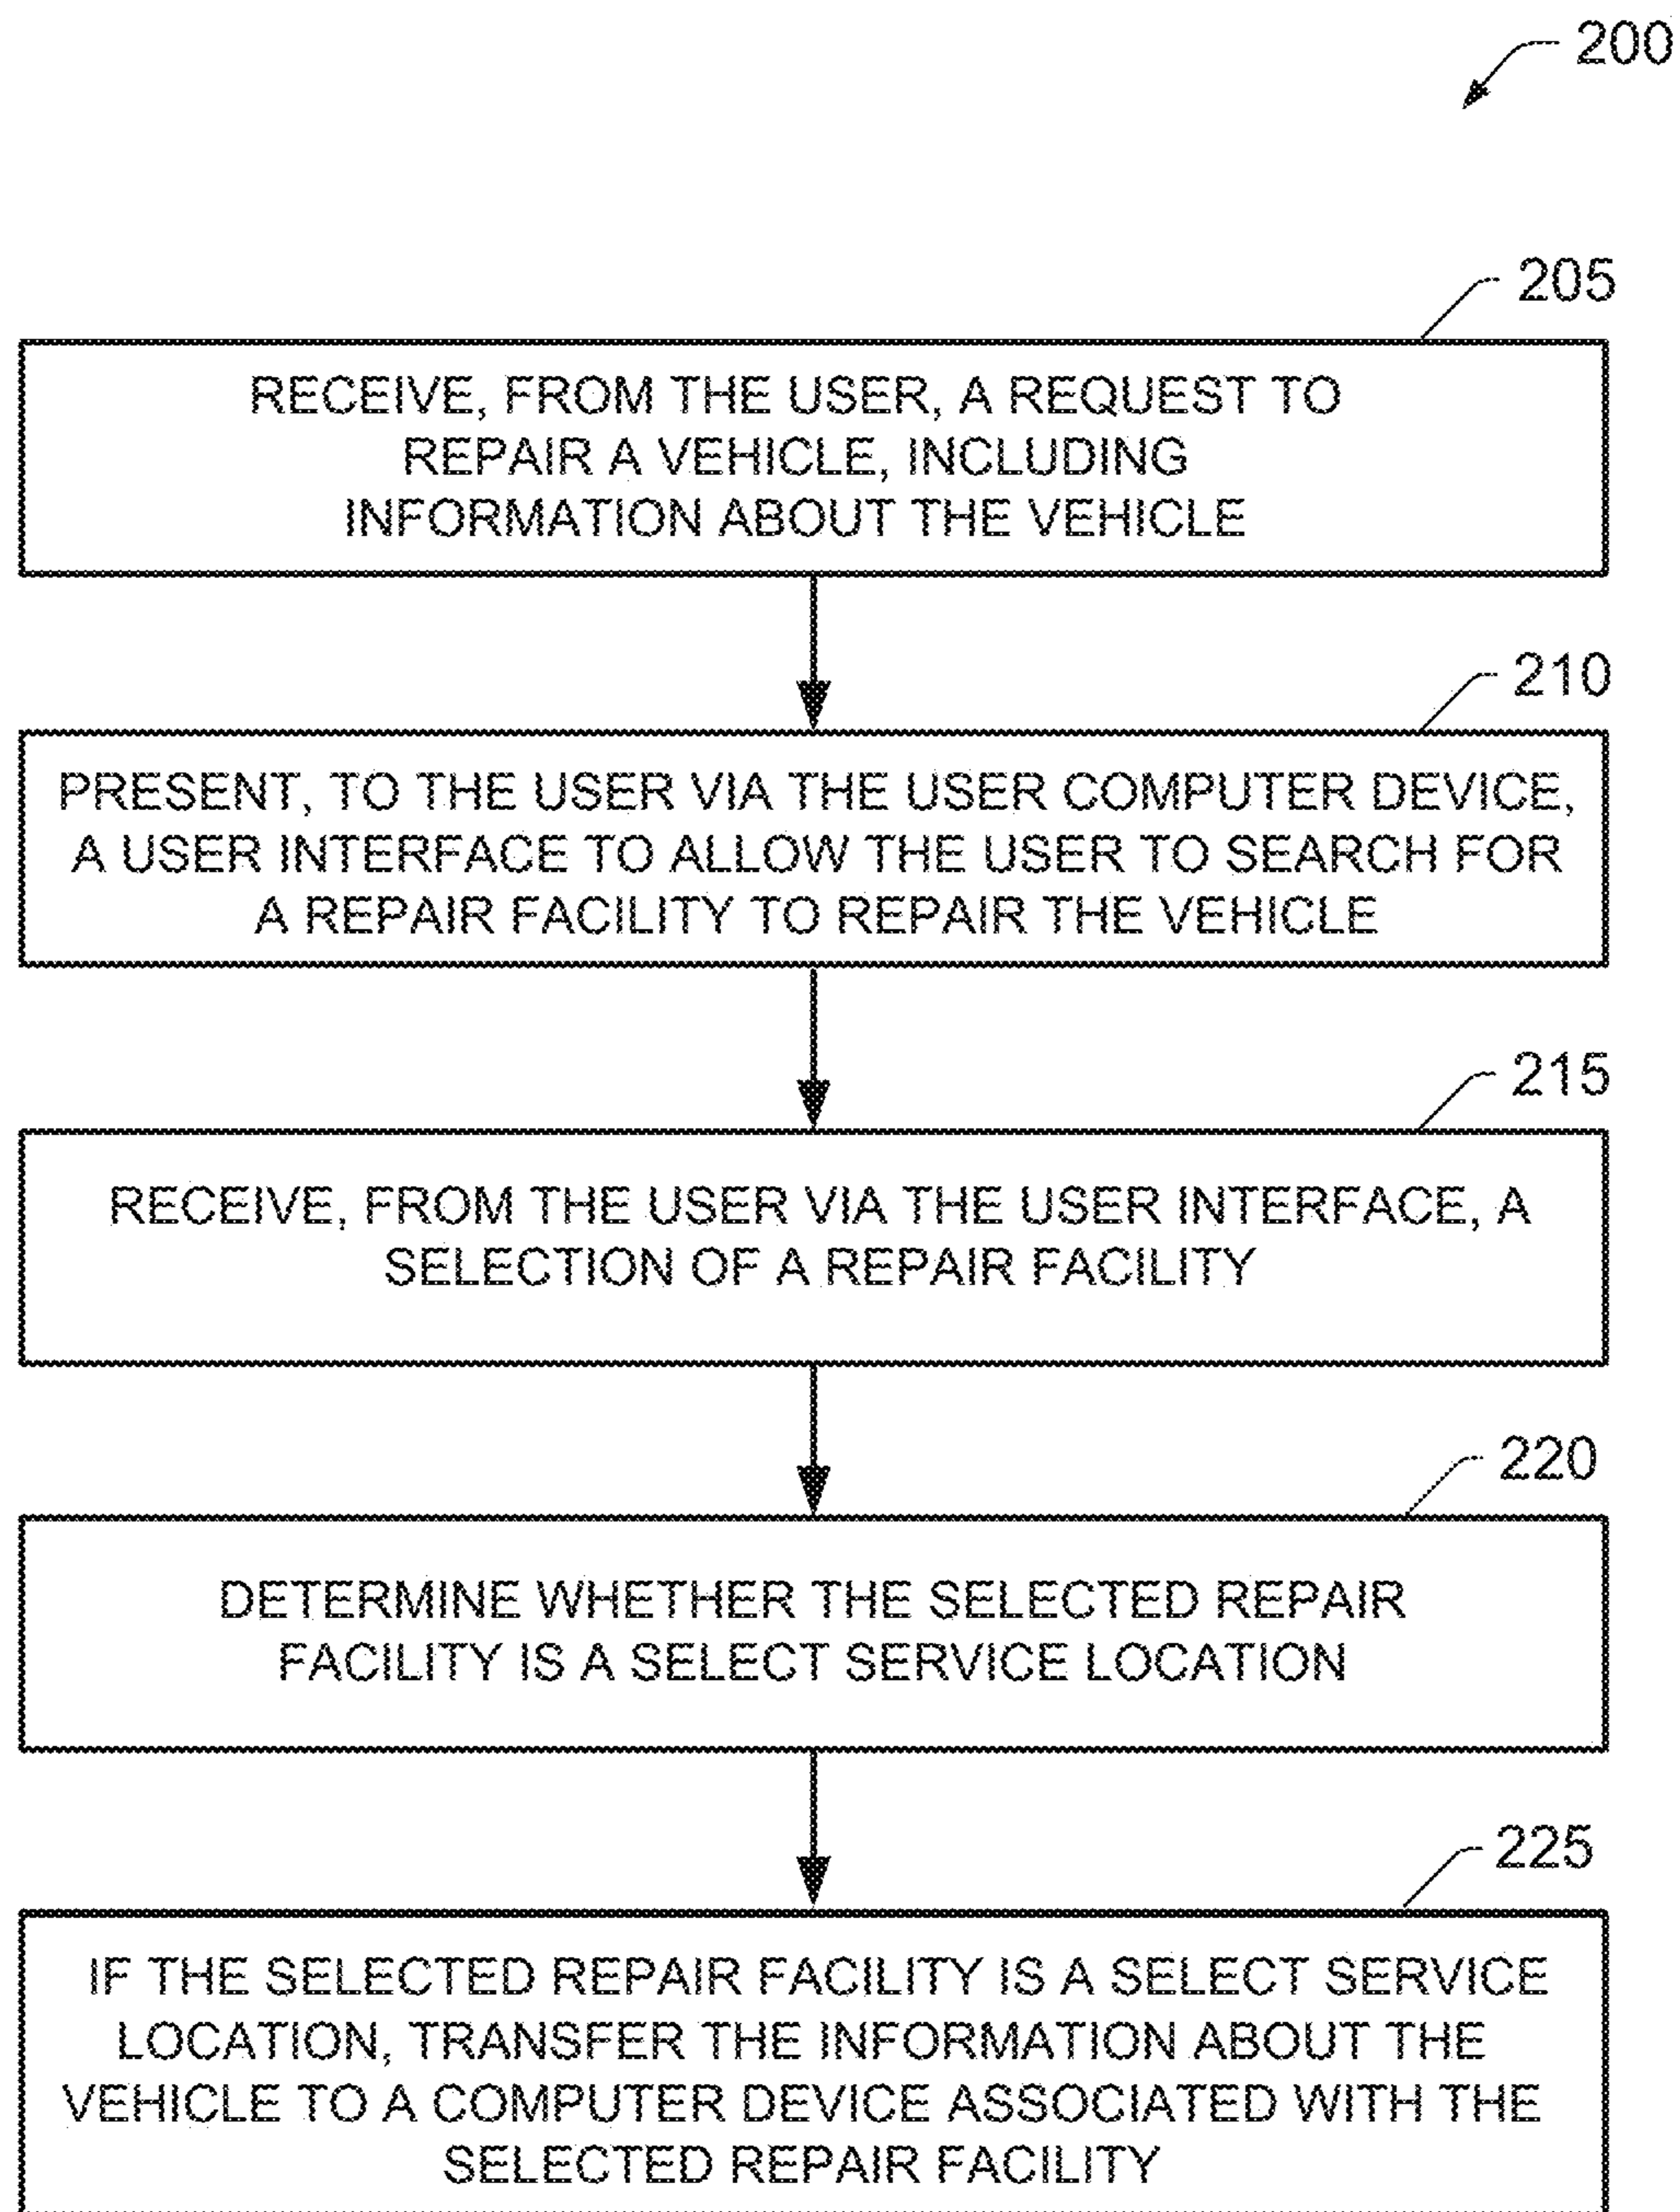 200
205
RECEIVE, FROM THE USER, A REQUEST TO
REPAIR A VEHICLE, INCLUDING
INFORMATION ABOUT THE VEHICLE
210
PRESENT, TO THE USER VIA THE USER COMPUTER DEVICE,
A USER INTERFACE TO ALLOW THE USER TO SEARCH FOR
A REPAIR FACILITY TO REPAIR THE VEHICLE
215
RECEIVE, FROM THE USER VIA THE USER INTERFACE, A
SELECTION OF A REPAIR FACILITY
220
DETERMINE WHETHER THE SELECTED REPAIR
FACILITY IS A SELECT SERVICE LOCATION
225
IF THE SELECTED REPAIR FACILITY IS A SELECT SERVICE
LOCATION, TRANSFER THE INFORMATION ABOUT THE
VEHICLE TO A COMPUTER DEVICE ASSOCIATED WITH THE
SELECTED REPAIR FACILITY